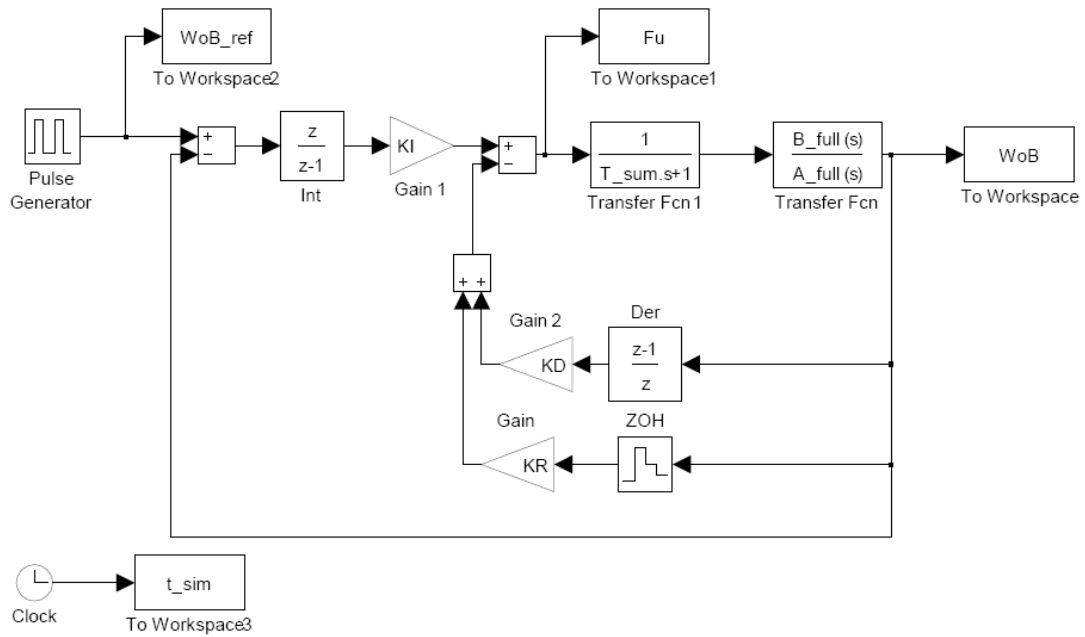 WoB_ref
To Workspace2
Fu
To Workspace1
Pulse
Generator
+
−
z
z-1
Int
KI
Gain 1
+
−
1
T_sum.s+1
Transfer Fcn 1
B_full (s)
A_full (s)
Transfer Fcn
WoB
To Workspace
+ +
Gain 2
KD
Der
z-1
z
Gain
KR
ZOH
Clock
t_sim
To Workspace3